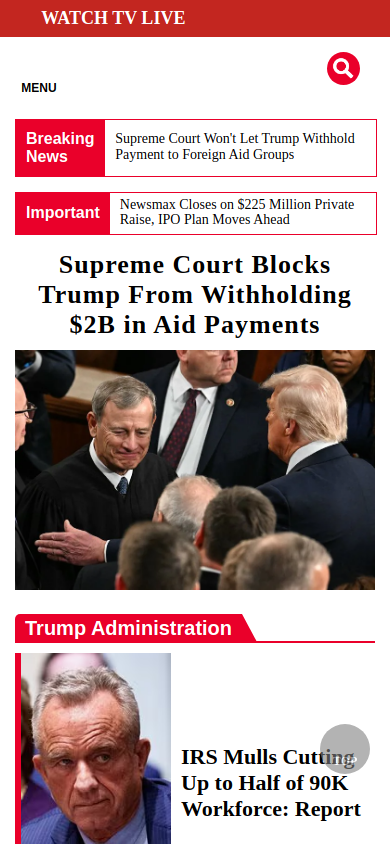 WATCH TV LIVE
MENU
Breaking
News
Supreme Court Won't Let Trump Withhold
Payment to Foreign Aid Groups
Important
Newsmax Closes on $225 Million Private
Raise, IPO Plan Moves Ahead
Supreme Court Blocks
Trump From Withholding
$2B in Aid Payments
Trump Administration
IRS Mulls Cutting
Up to Half of 90K
Workforce: Report
TOP